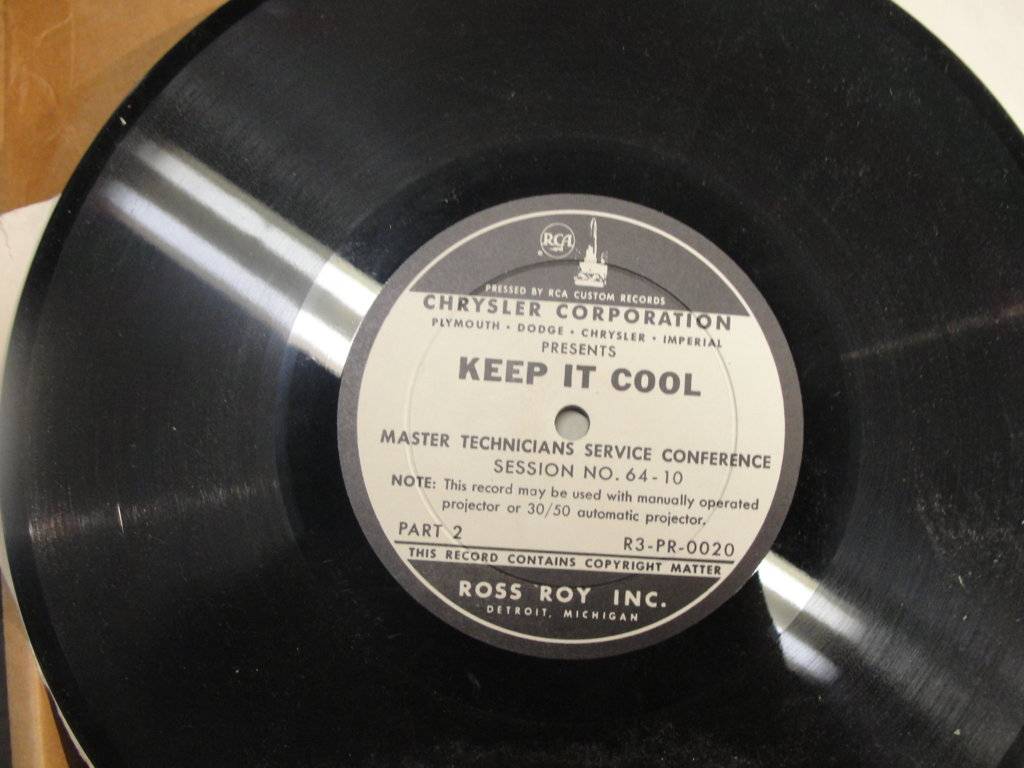 RCA
PRESSED BY RCA CUSTOM RECORDS
CHRYSLER CORPORATION
PLYMOUTH • DODGE • CHRYSLER • IMPERIAL
PRESENTS
KEEP IT COOL
MASTER TECHNICIANS SERVICE CONFERENCE
SESSION NO. 64-10
NOTE: This record may be used with manually operated
projector or 30/50 automatic projector.
PART 2 R3-PR-0020
THIS RECORD CONTAINS COPYRIGHT MATTER
ROSS ROY INC.
DETROIT, MICHIGAN